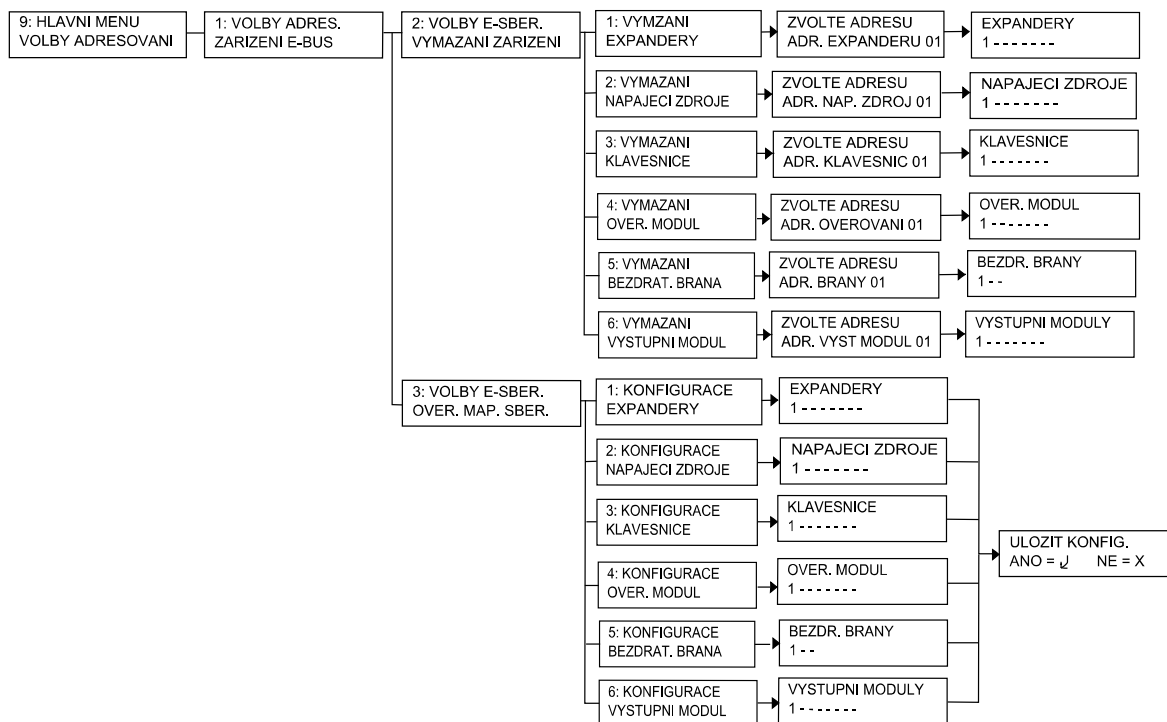 9: HLAVNI MENU
VOLBY ADRESOVANI
1: VOLBY ADRES.
ZARIZENI E-BUS
2: VOLBY E-SBER.
VYMAZANI ZARIZENI
1: VYMZANI
EXPANDERY
ZVOLTE ADRESU
ADR. EXPANDERU 01
EXPANDERY
1 - - - - - - -
2: VYMAZANI
NAPAJECI ZDROJE
ZVOLTE ADRESU
ADR. NAP. ZDROJ 01
NAPAJECI ZDROJE
1 - - - - - - -
3: VYMAZANI
KLAVESNICE
ZVOLTE ADRESU
ADR. KLAVESNIC 01
KLAVESNICE
1 - - - - - - -
4: VYMAZANI
OVER. MODUL
ZVOLTE ADRESU
ADR. OVEROVANI 01
OVER. MODUL
1 - - - - - - -
5: VYMAZANI
BEZDRAT. BRANA
ZVOLTE ADRESU
ADR. BRANY 01
BEZDR. BRANY
1 - -
6: VYMAZANI
VYSTUPNI MODUL
ZVOLTE ADRESU
ADR. VYST MODUL 01
VYSTUPNI MODULY
1 - - - - - - -
3: VOLBY E-SBER.
OVER. MAP. SBER.
1: KONFIGURACE
EXPANDERY
EXPANDERY
1 - - - - - - -
2: KONFIGURACE
NAPAJECI ZDROJE
NAPAJECI ZDROJE
1 - - - - - - -
3: KONFIGURACE
KLAVESNICE
KLAVESNICE
1 - - - - - - -
4: KONFIGURACE
OVER. MODUL
OVER. MODUL
1 - - - - - - -
5: KONFIGURACE
BEZDRAT. BRANA
BEZDR. BRANY
1 - -
6: KONFIGURACE
VYSTUPNI MODUL
VYSTUPNI MODULY
1 - - - - - - -
ULOZIT KONFIG.
ANO = ↲ NE = X